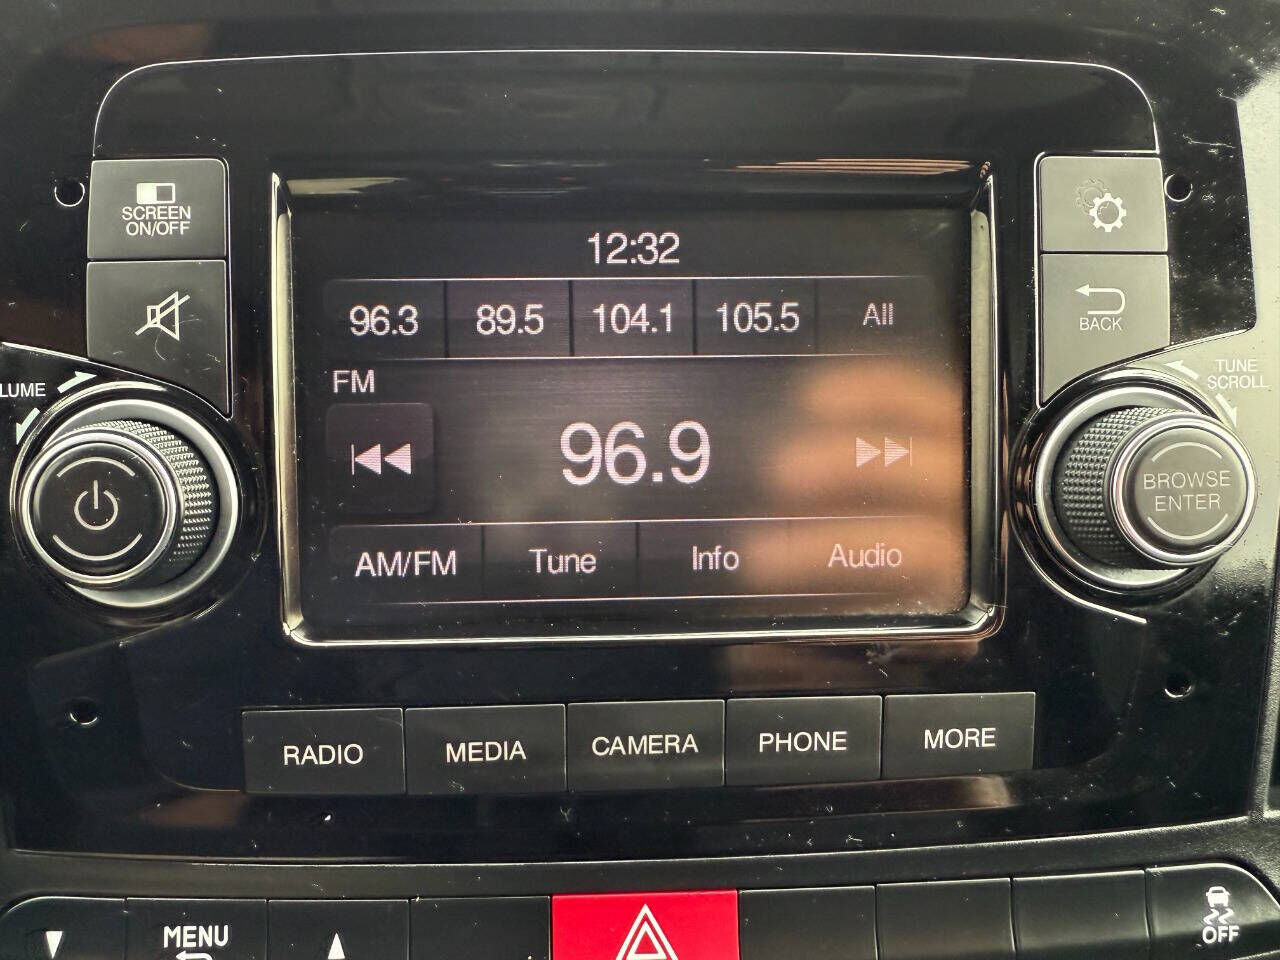 SCREEN
ON/OFF
12:32
96.3 89.5 104.1 105.5 All
BACK
FM
LUME
TUNE
SCROLL
96.9
BROWSE
ENTER
AM/FM Tune Info Audio
RADIO MEDIA CAMERA PHONE MORE
MENU
OFF